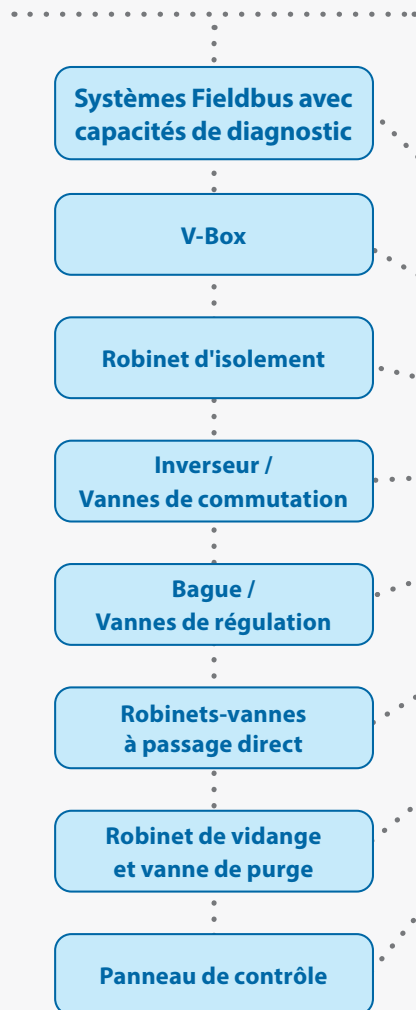 Systèmes Fieldbus avec
capacités de diagnostic
V-Box
Robinet d'isolement
Inverseur /
Vannes de commutation
Bague /
Vannes de régulation
Robinets-vannes
à passage direct
Robinet de vidange
et vanne de purge
Panneau de contrôle